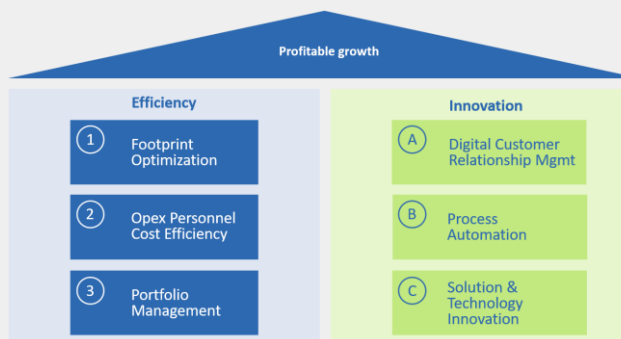 Profitable growth
Efficiency
1
Footprint
Optimization
2
Opex Personnel
Cost Efficiency
3
Portfolio
Management
Innovation
A
Digital Customer
Relationship Mgmt
B
Process
Automation
C
Solution &
Technology
Innovation